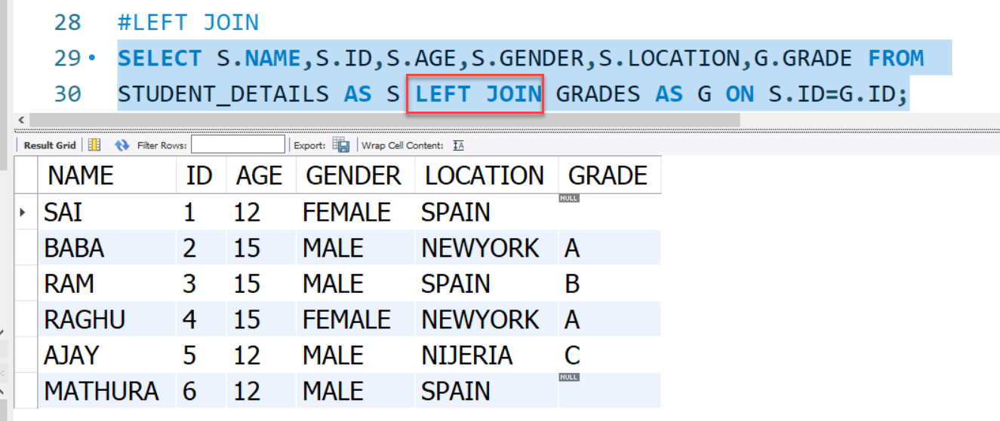 28 #LEFT JOIN
29 SELECT S.NAME,S.ID,S.AGE,S.GENDER,S.LOCATION,G.GRADE FROM
30 STUDENT_DETAILS AS S LEFT JOIN GRADES AS G ON S.ID=G.ID;
Result Grid Filter Rows: Export: Wrap Cell Content: IA
NAME ID AGE GENDER LOCATION GRADE
SAI 1 12 FEMALE SPAIN NULL
BABA 2 15 MALE NEWYORK A
RAM 3 15 MALE SPAIN B
RAGHU 4 15 FEMALE NEWYORK A
AJAY 5 12 MALE NIJERIA C
MATHURA 6 12 MALE SPAIN NULL